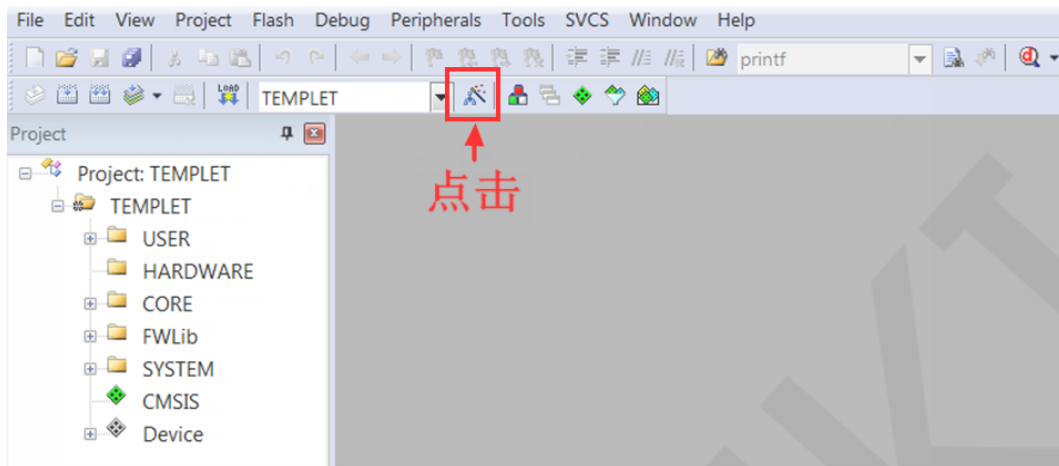 File Edit View Project Flash Debug Peripherals Tools SVCS Window Help
printf
LOAD TEMPLET
Project
点击
Project: TEMPLET
TEMPLET
USER
HARDWARE
CORE
FWLib
SYSTEM
CMSIS
Device